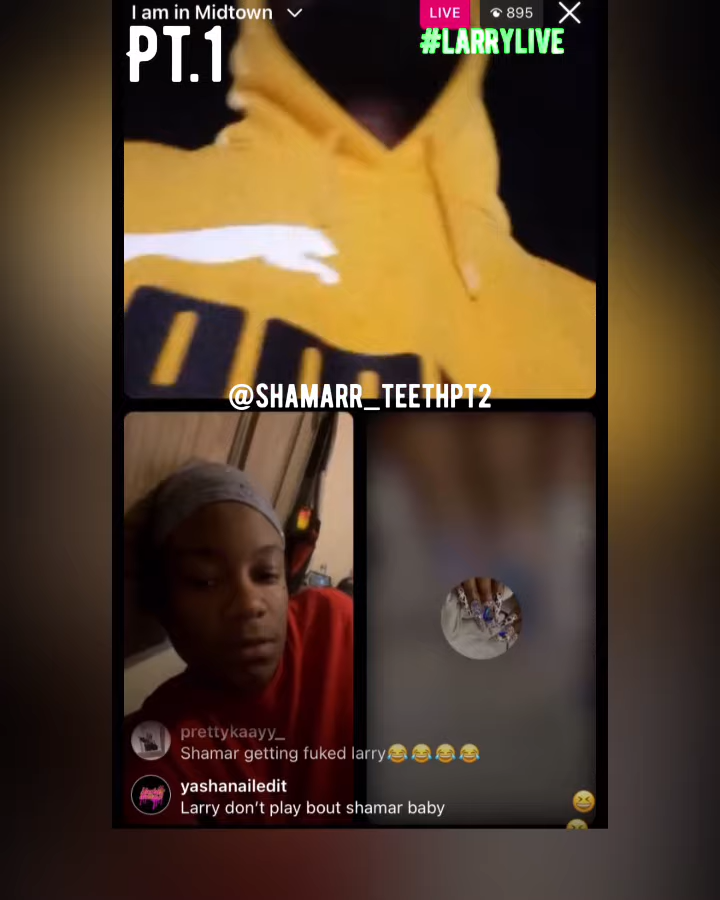 I am in Midtown
LIVE
895
PT.1
#LARRYLIVE
@SHAMARR_TEETHPT2
prettykaayy_
Shamar getting fuked larry😂😂😂😂
yashanailedit
Larry don’t play bout shamar baby